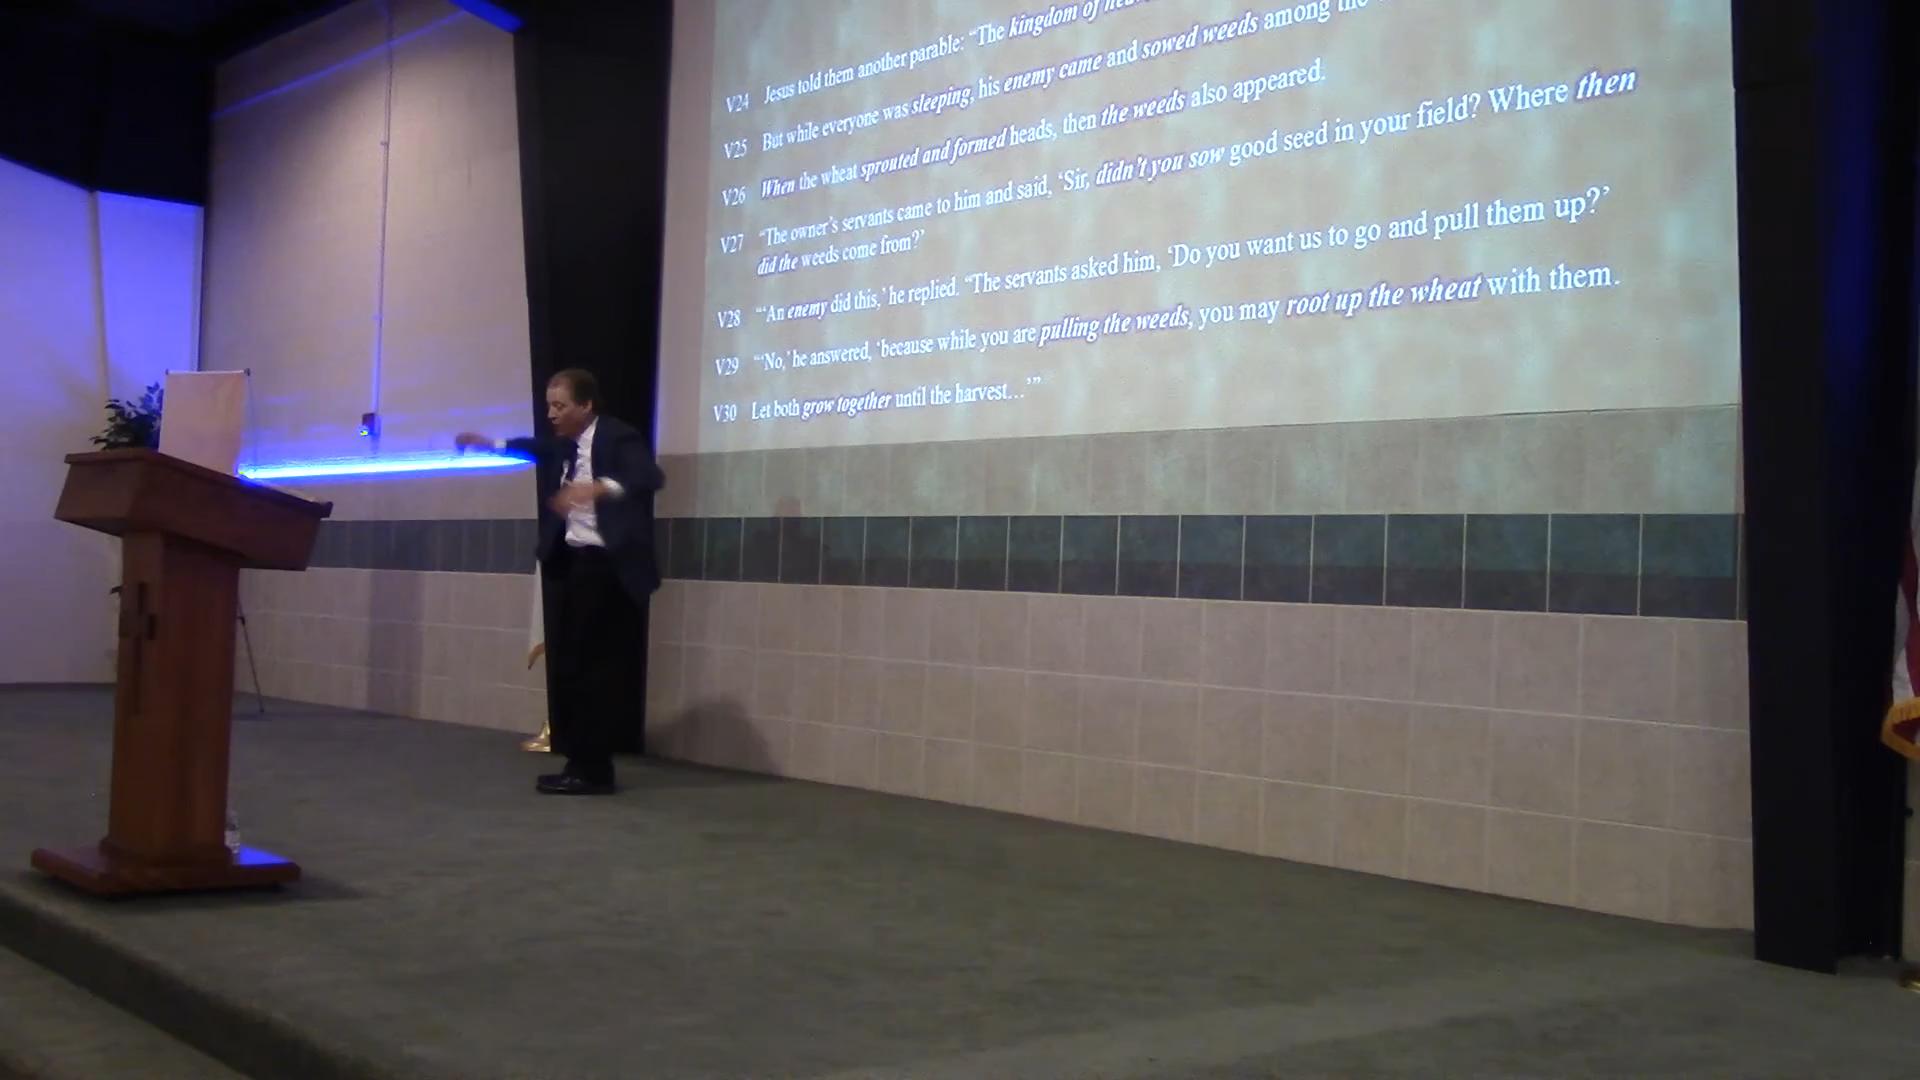 V24 Jesus told them another parable: “The kingdom of
V25 But while everyone was sleeping, his enemy came and sowed weeds among the
V26 When the wheat sprouted and formed heads, then the weeds also appeared.
V27 “The owner’s servants came to him and said, ‘Sir, didn’t you sow good seed in your field? Where then
did the weeds come from?’
V28 “‘An enemy did this,’ he replied. “The servants asked him, ‘Do you want us to go and pull them up?’
V29 “‘No,’ he answered, ‘because while you are pulling the weeds, you may root up the wheat with them.
V30 Let both grow together until the harvest…’”